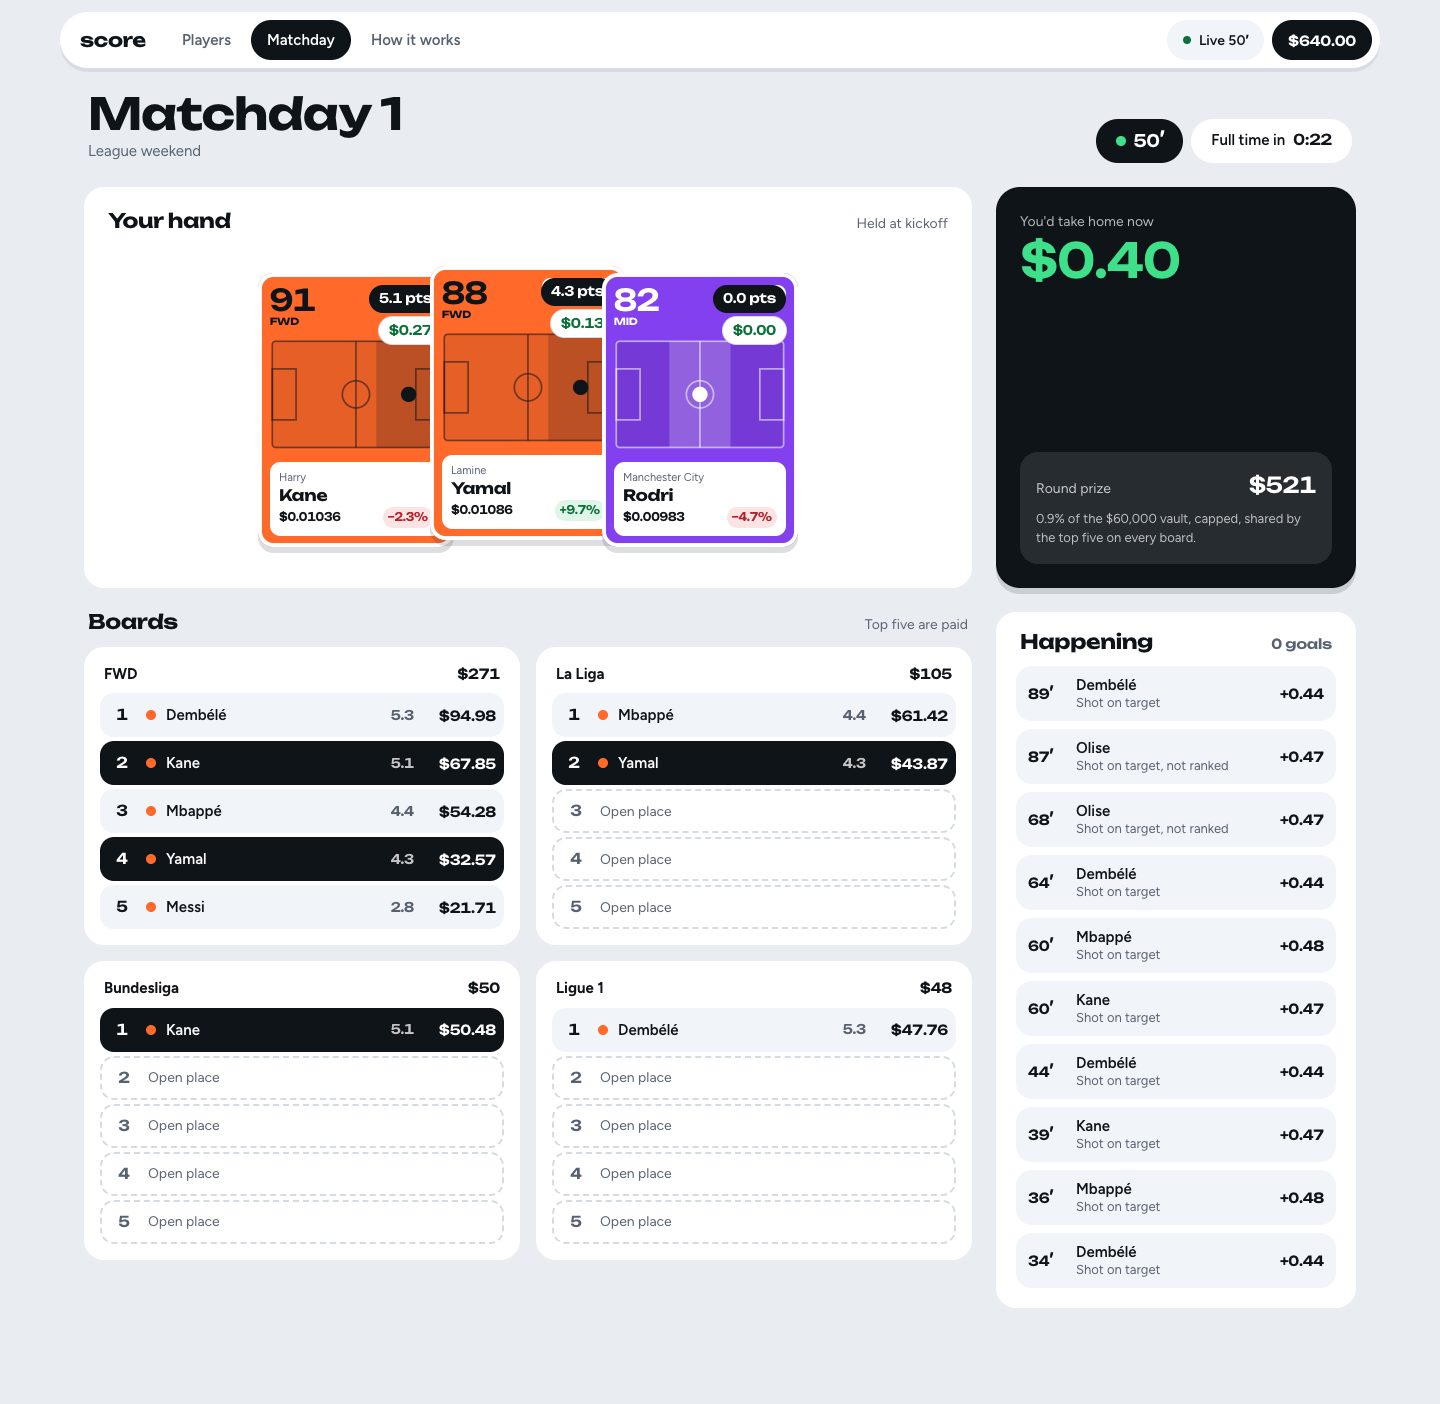 score Players Matchday How it works Live 50′ $640.00
Matchday 1
League weekend
50′ Full time in 0:22
Your hand Held at kickoff
91 FWD 5.1 pts $0.27
Harry
Kane
$0.01036 −2.3%
88 FWD 4.3 pts $0.13
Lamine
Yamal
$0.01086 +9.7%
82 MID 0.0 pts $0.00
Manchester City
Rodri
$0.00983 −4.7%
You'd take home now
$0.40
Round prize $521
0.9% of the $60,000 vault, capped, shared by
the top five on every board.
Boards Top five are paid
FWD $271
1 Dembélé 5.3 $94.98
2 Kane 5.1 $67.85
3 Mbappé 4.4 $54.28
4 Yamal 4.3 $32.57
5 Messi 2.8 $21.71
La Liga $105
1 Mbappé 4.4 $61.42
2 Yamal 4.3 $43.87
3 Open place
4 Open place
5 Open place
Bundesliga $50
1 Kane 5.1 $50.48
2 Open place
3 Open place
4 Open place
5 Open place
Ligue 1 $48
1 Dembélé 5.3 $47.76
2 Open place
3 Open place
4 Open place
5 Open place
Happening 0 goals
89′ Dembélé +0.44
Shot on target
87′ Olise +0.47
Shot on target, not ranked
68′ Olise +0.47
Shot on target, not ranked
64′ Dembélé +0.44
Shot on target
60′ Mbappé +0.48
Shot on target
60′ Kane +0.47
Shot on target
44′ Dembélé +0.44
Shot on target
39′ Kane +0.47
Shot on target
36′ Mbappé +0.48
Shot on target
34′ Dembélé +0.44
Shot on target